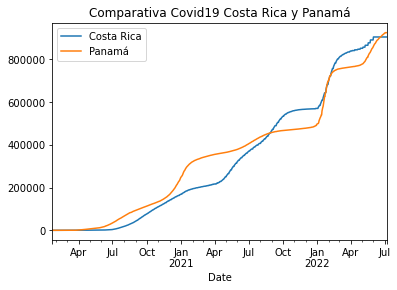 Comparativa Covid19 Costa Rica y Panamá
Costa Rica
Panamá
800000
600000
400000
200000
0
Apr Jul Oct Jan Apr Jul Oct Jan Apr Jul
2021 2022
Date